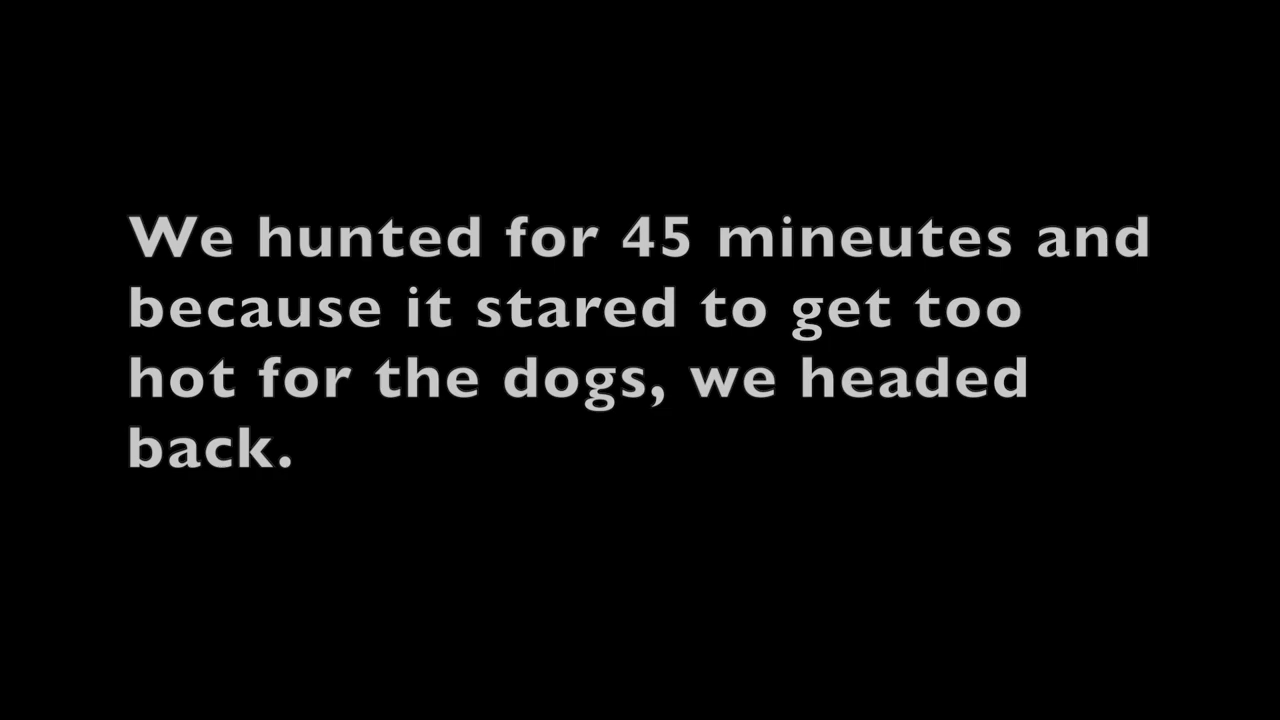 We hunted for 45 mineutes and
because it stared to get too
hot for the dogs, we headed
back.